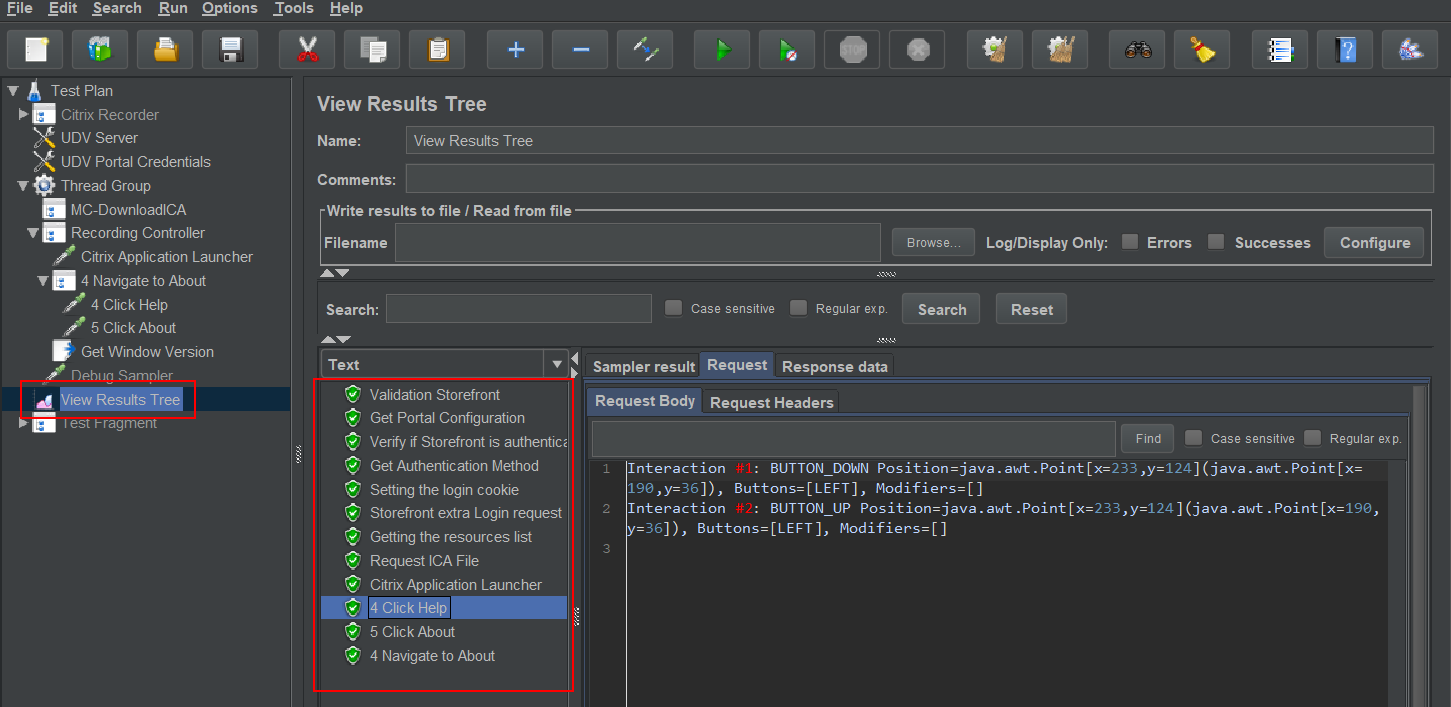 File Edit Search Run Options Tools Help
STOP
Test Plan
Citrix Recorder
UDV Server
UDV Portal Credentials
Thread Group
MC-DownloadICA
Recording Controller
Citrix Application Launcher
4 Navigate to About
4 Click Help
5 Click About
Get Window Version
Debug Sampler
View Results Tree
Test Fragment
View Results Tree
Name: View Results Tree
Comments:
Write results to file / Read from file
Filename Browse... Log/Display Only: Errors Successes Configure
Search: Case sensitive Regular exp. Search Reset
Text
Validation Storefront
Get Portal Configuration
Verify if Storefront is authentica
Get Authentication Method
Setting the login cookie
Storefront extra Login request
Getting the resources list
Request ICA File
Citrix Application Launcher
4 Click Help
5 Click About
4 Navigate to About
Sampler result Request Response data
Request Body Request Headers
Find Case sensitive Regular exp.
1 Interaction #1: BUTTON_DOWN Position=java.awt.Point[x=233,y=124](java.awt.Point[x=
190,y=36]), Buttons=[LEFT], Modifiers=[]
2 Interaction #2: BUTTON_UP Position=java.awt.Point[x=233,y=124](java.awt.Point[x=190,
y=36]), Buttons=[LEFT], Modifiers=[]
3